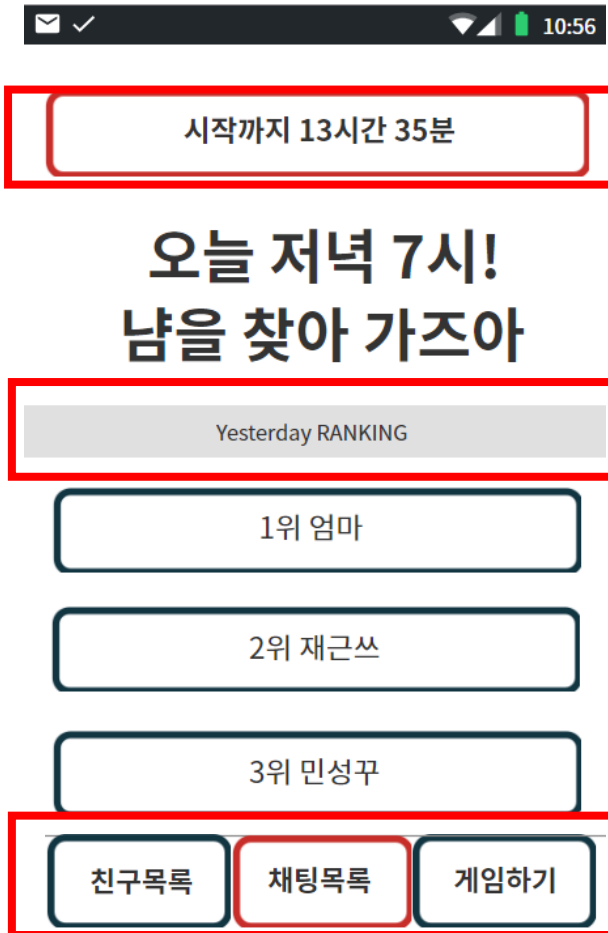 10:56
시작까지 13시간 35분
오늘 저녁 7시!
냠을 찾아 가즈아
Yesterday RANKING
1위 엄마
2위 재근쓰
3위 민성꾸
친구목록 채팅목록 게임하기